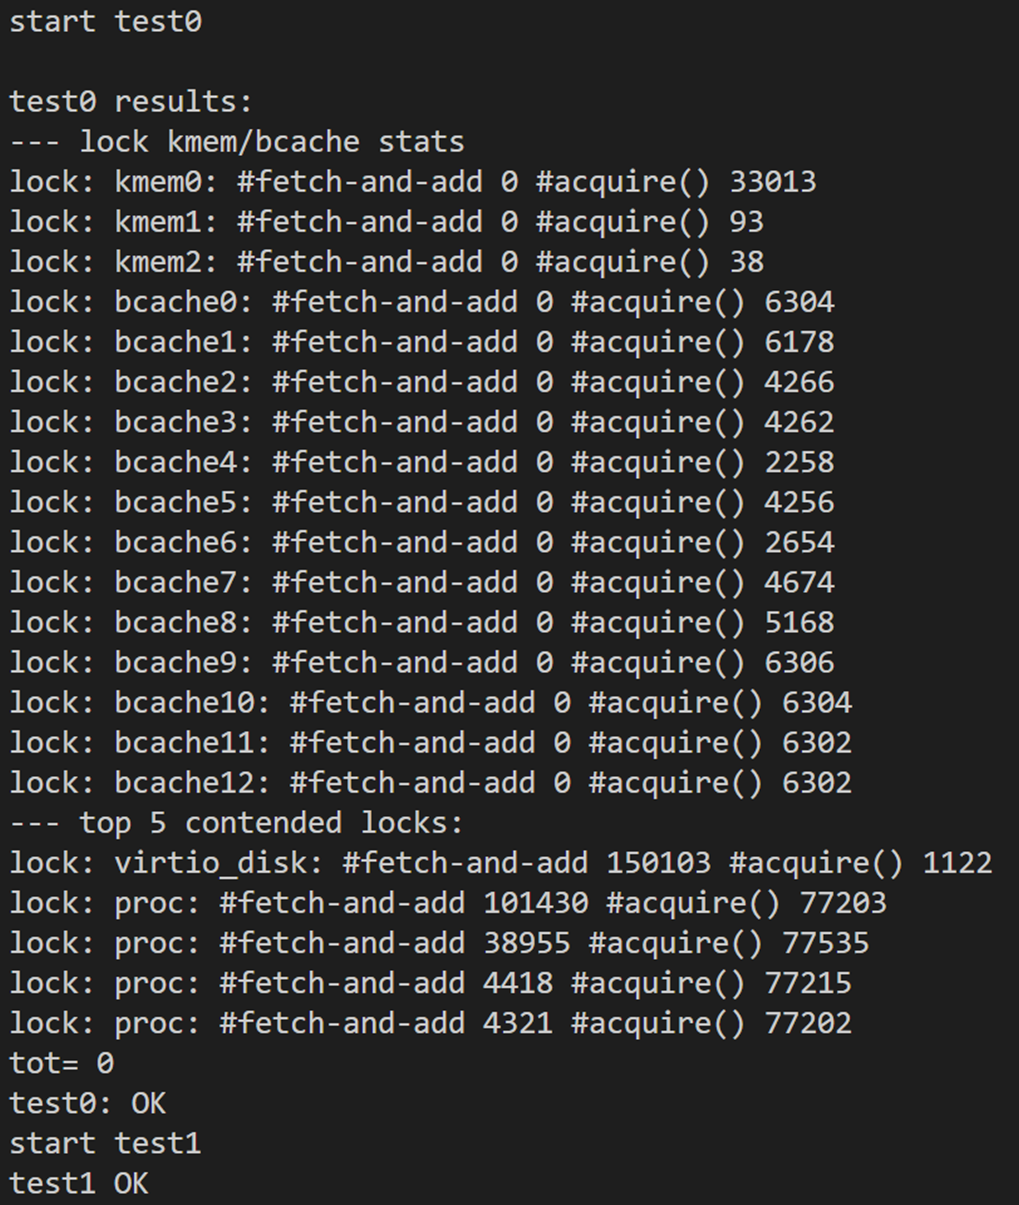 start test0
test0 results:
--- lock kmem/bcache stats
lock: kmem0: #fetch-and-add 0 #acquire() 33013
lock: kmem1: #fetch-and-add 0 #acquire() 93
lock: kmem2: #fetch-and-add 0 #acquire() 38
lock: bcache0: #fetch-and-add 0 #acquire() 6304
lock: bcache1: #fetch-and-add 0 #acquire() 6178
lock: bcache2: #fetch-and-add 0 #acquire() 4266
lock: bcache3: #fetch-and-add 0 #acquire() 4262
lock: bcache4: #fetch-and-add 0 #acquire() 2258
lock: bcache5: #fetch-and-add 0 #acquire() 4256
lock: bcache6: #fetch-and-add 0 #acquire() 2654
lock: bcache7: #fetch-and-add 0 #acquire() 4674
lock: bcache8: #fetch-and-add 0 #acquire() 5168
lock: bcache9: #fetch-and-add 0 #acquire() 6306
lock: bcache10: #fetch-and-add 0 #acquire() 6304
lock: bcache11: #fetch-and-add 0 #acquire() 6302
lock: bcache12: #fetch-and-add 0 #acquire() 6302
--- top 5 contended locks:
lock: virtio_disk: #fetch-and-add 150103 #acquire() 1122
lock: proc: #fetch-and-add 101430 #acquire() 77203
lock: proc: #fetch-and-add 38955 #acquire() 77535
lock: proc: #fetch-and-add 4418 #acquire() 77215
lock: proc: #fetch-and-add 4321 #acquire() 77202
tot= 0
test0: OK
start test1
test1 OK